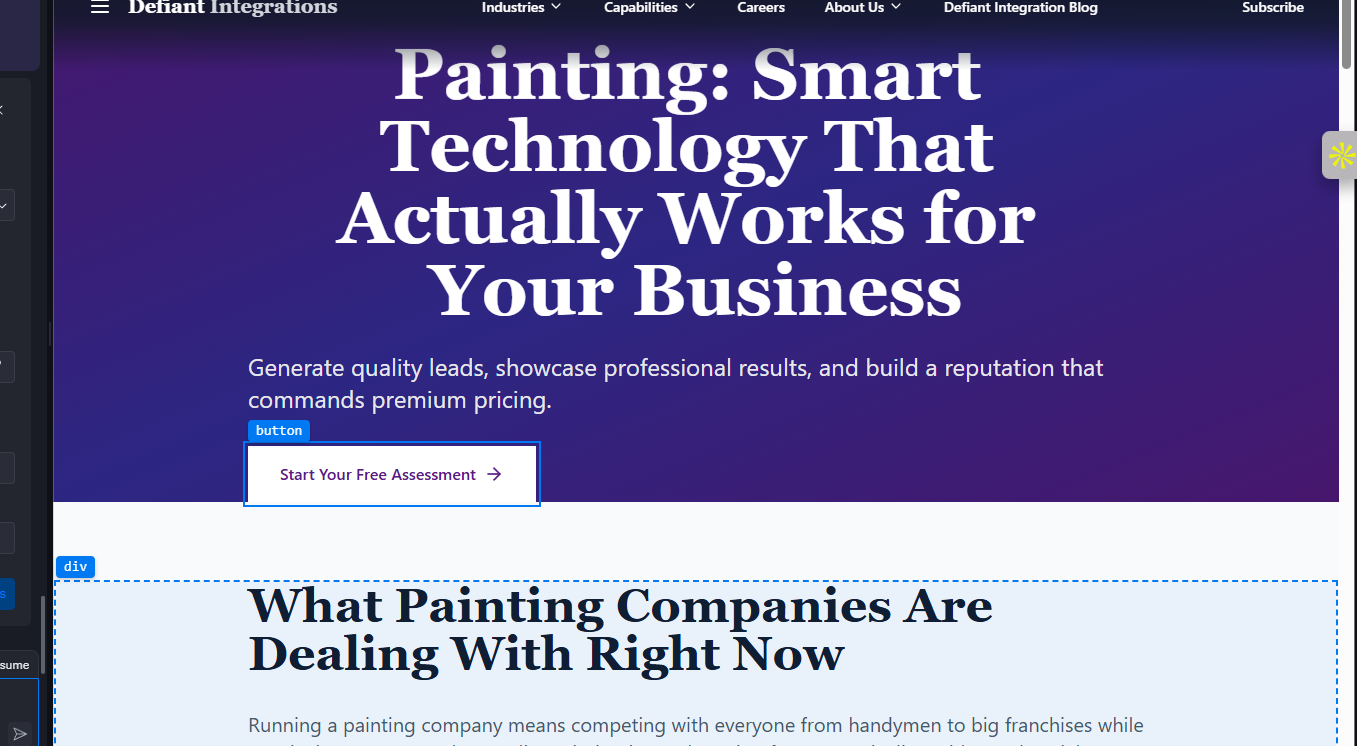 Defiant Integrations
Industries
Capabilities
Careers
About Us
Defiant Integration Blog
Subscribe
Painting: Smart
Technology That
Actually Works for
Your Business
Generate quality leads, showcase professional results, and build a reputation that
commands premium pricing.
button
Start Your Free Assessment →
div
What Painting Companies Are
Dealing With Right Now
sume
Running a painting company means competing with everyone from handymen to big franchises while